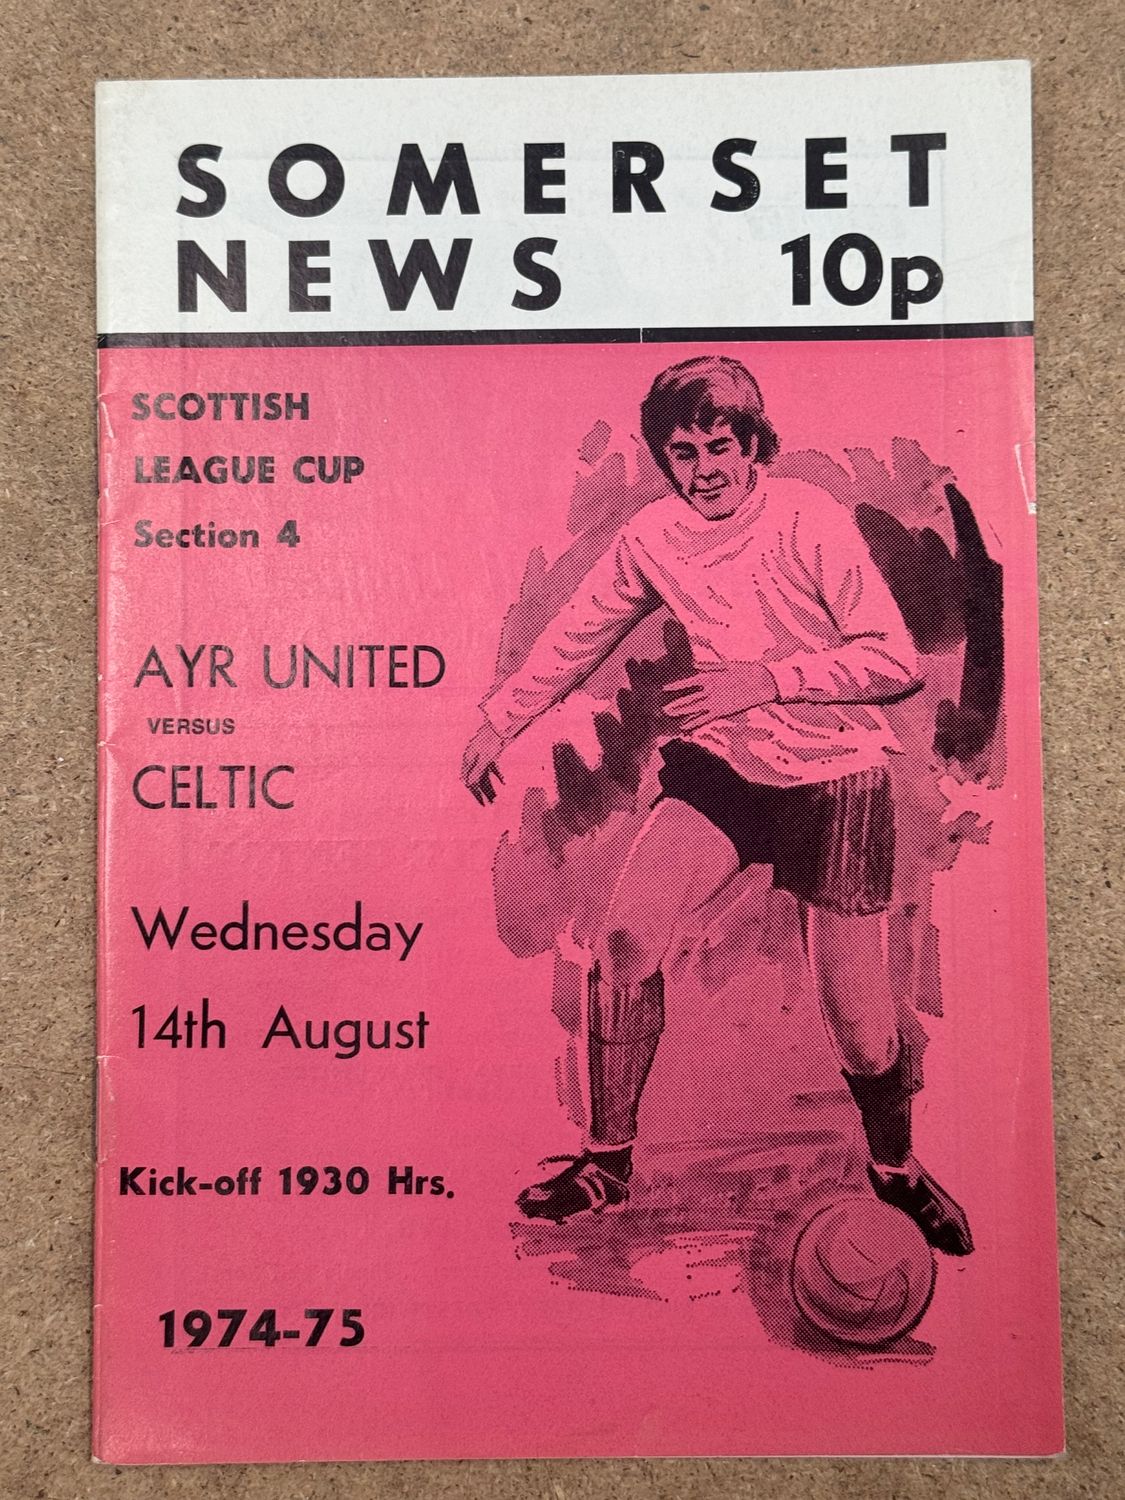 SOMERSET
NEWS 10p
SCOTTISH
LEAGUE CUP
Section 4
AYR UNITED
VERSUS
CELTIC
Wednesday
14th August
Kick-off 1930 Hrs.
1974-75